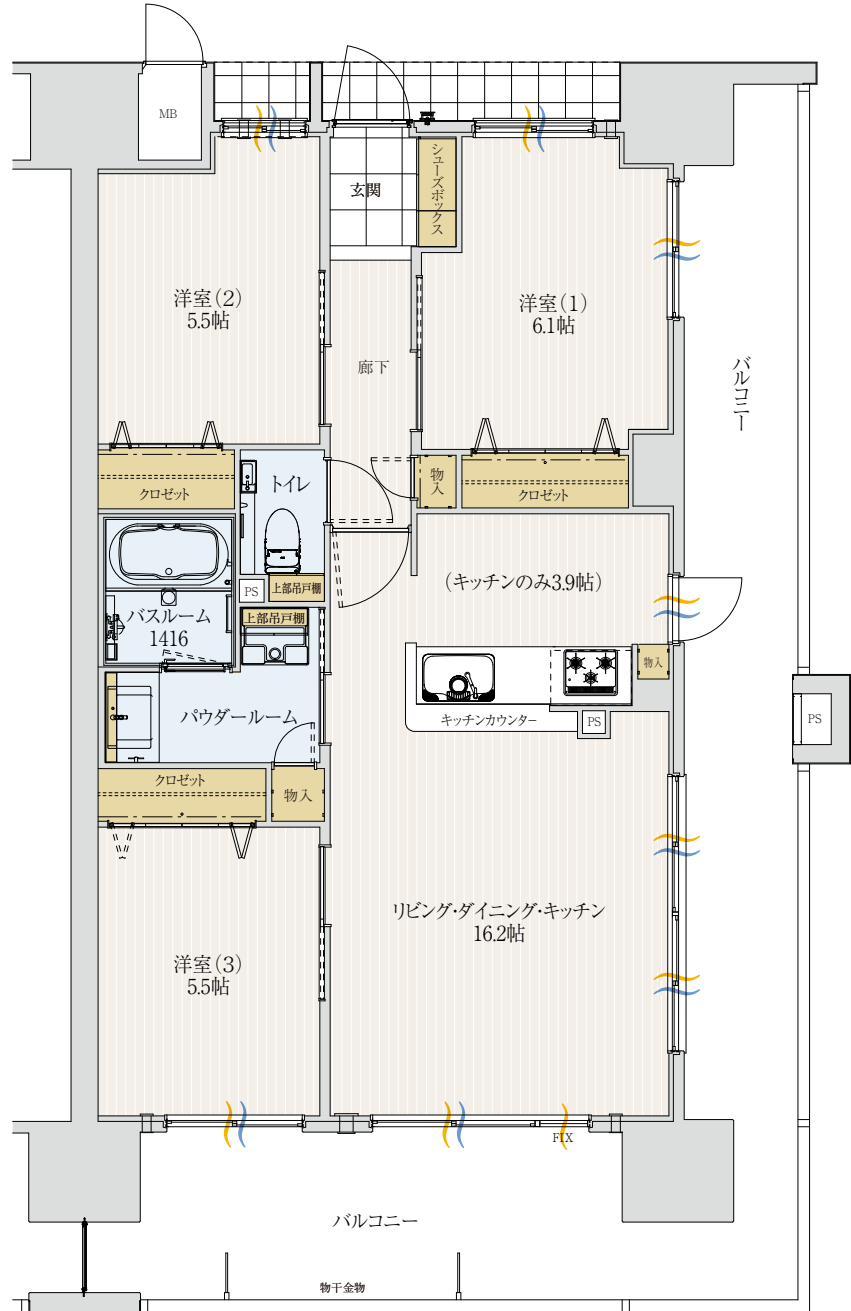 MB
シューズボックス
玄関
洋室(2)
5.5帖
洋室(1)
6.1帖
廊下
バルコニー
クロゼット
トイレ
物入
クロゼット
PS
上部吊戸棚
(キッチンのみ3.9帖)
バスルーム
1416
上部吊戸棚
物入
パウダールーム
キッチンカウンター
PS
PS
クロゼット
物入
リビング・ダイニング・キッチン
16.2帖
洋室(3)
5.5帖
FIX
バルコニー
物干金物